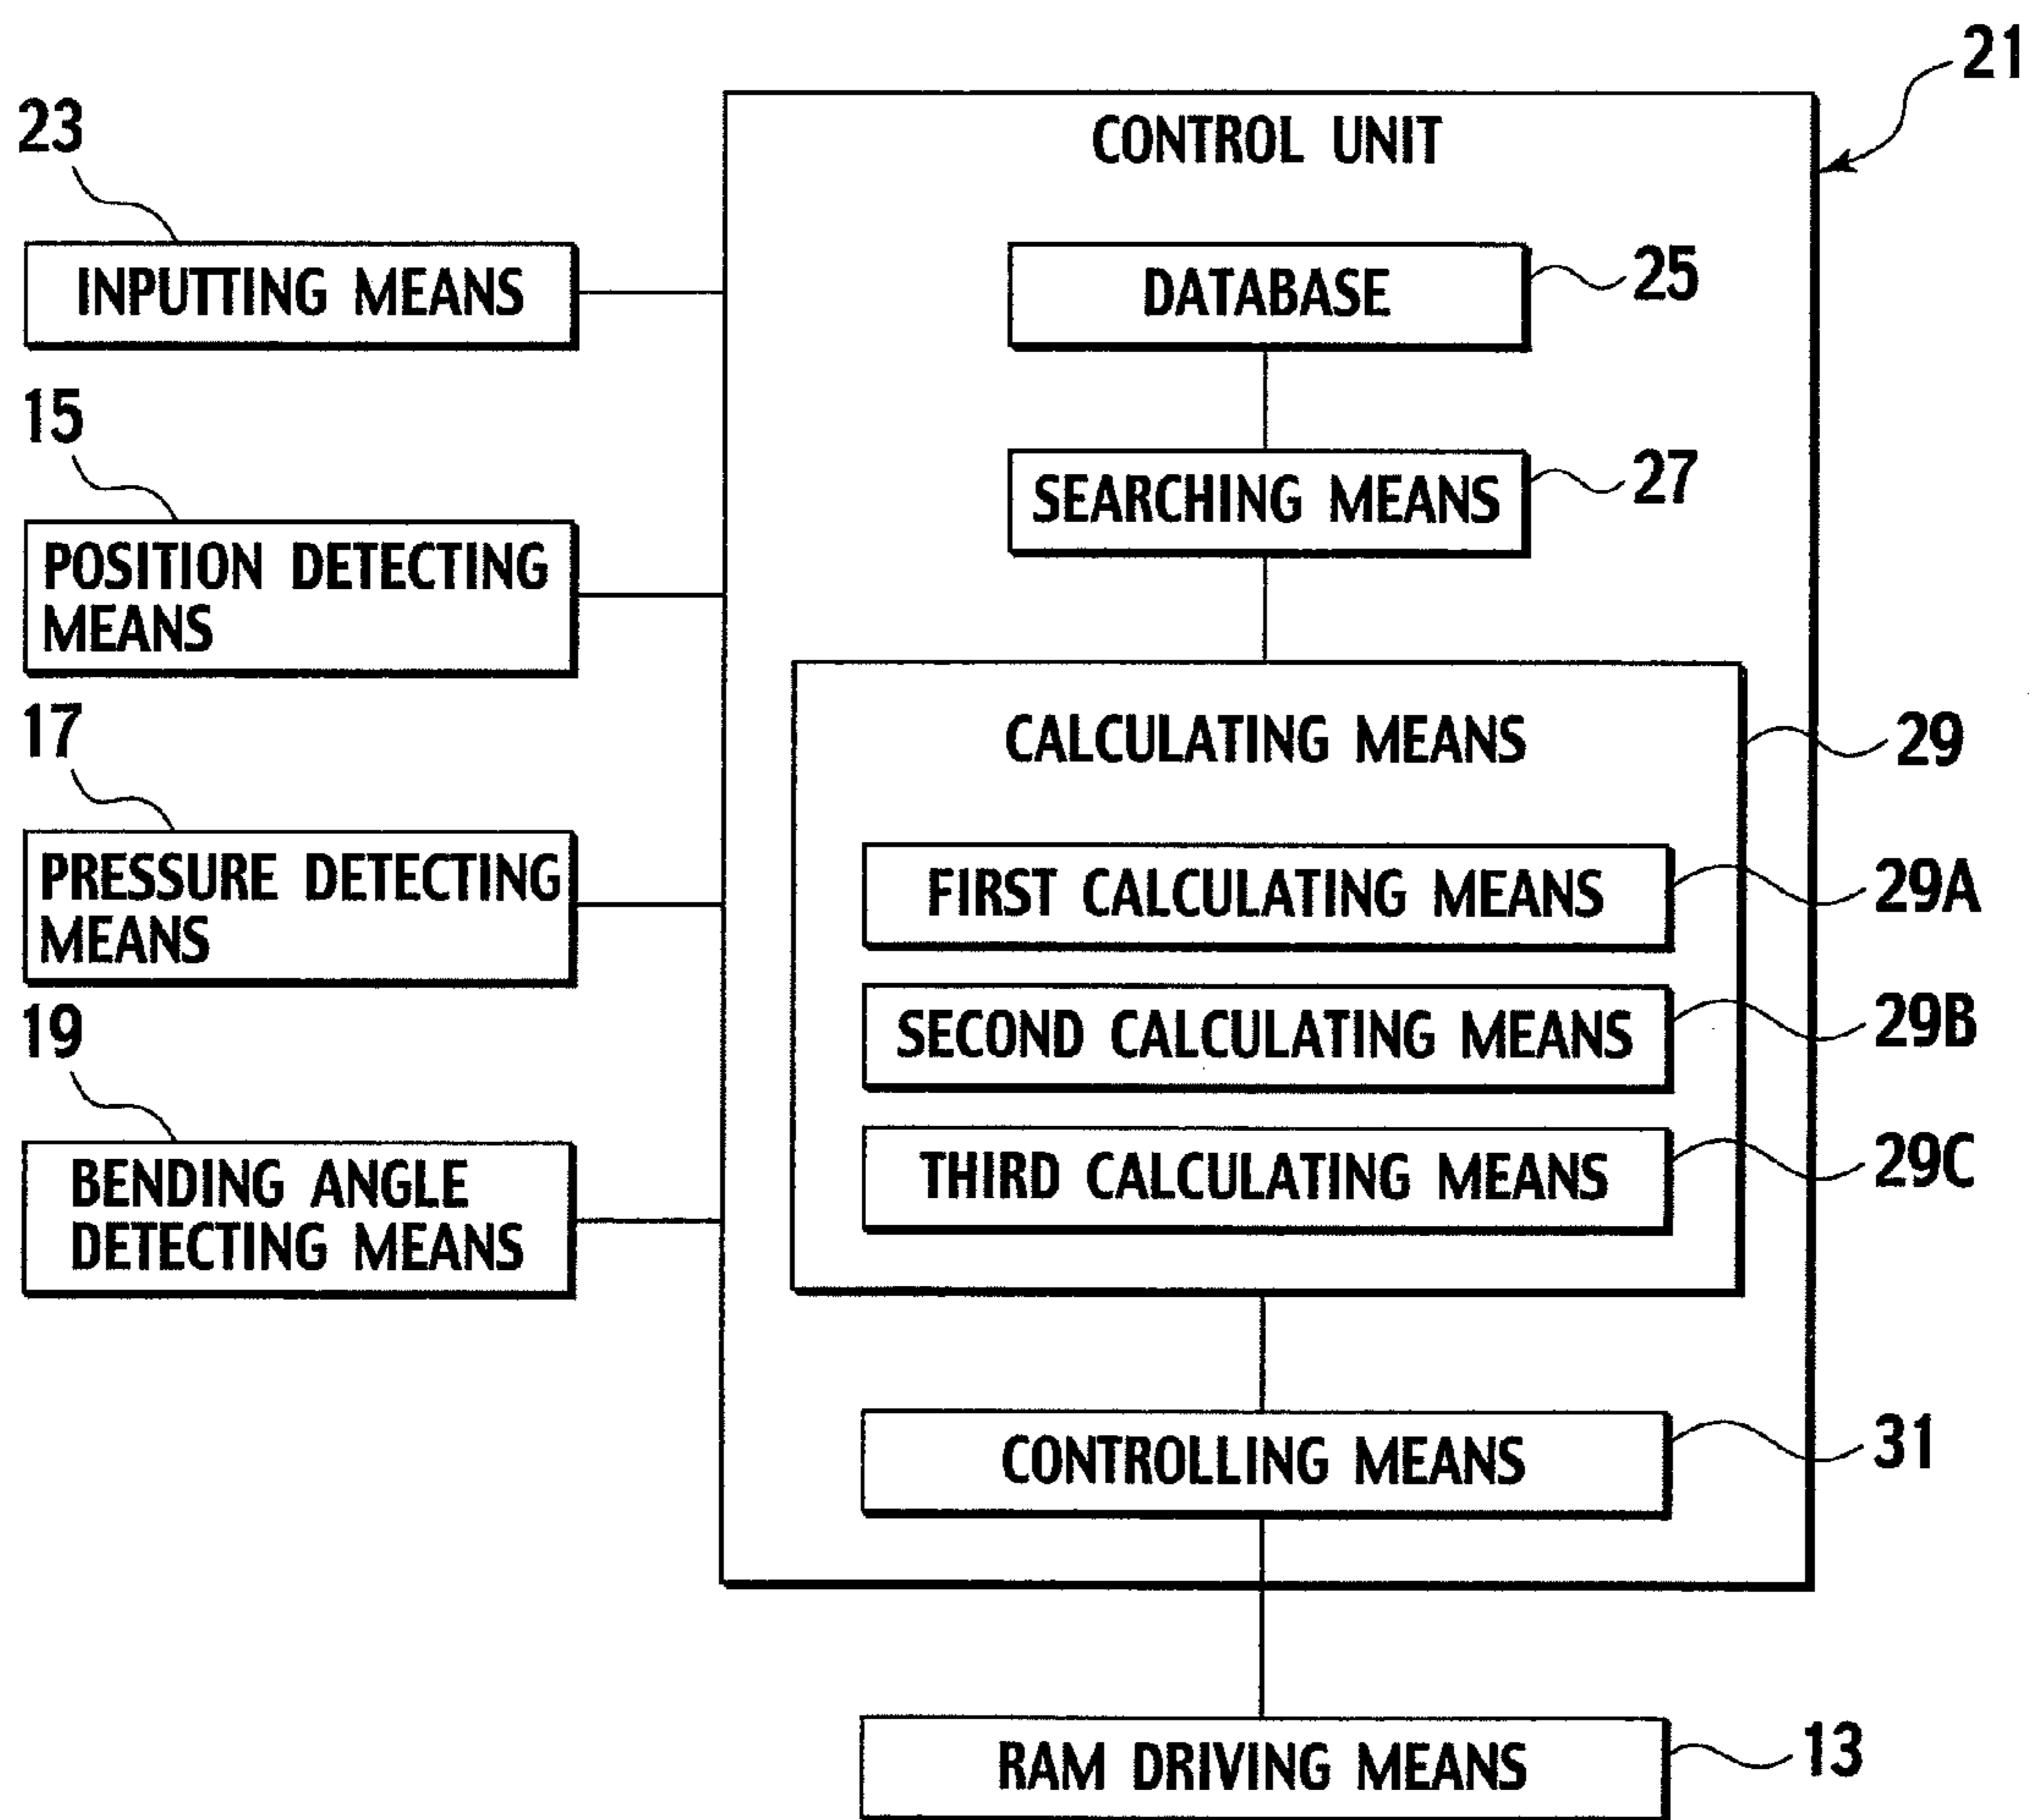 21
CONTROL UNIT
23
INPUTTING MEANS
DATABASE
25
15
POSITION DETECTING
MEANS
SEARCHING MEANS
27
17
PRESSURE DETECTING
MEANS
19
BENDING ANGLE
DETECTING MEANS
CALCULATING MEANS
29
FIRST CALCULATING MEANS
29A
SECOND CALCULATING MEANS
29B
THIRD CALCULATING MEANS
29C
CONTROLLING MEANS
31
RAM DRIVING MEANS
13